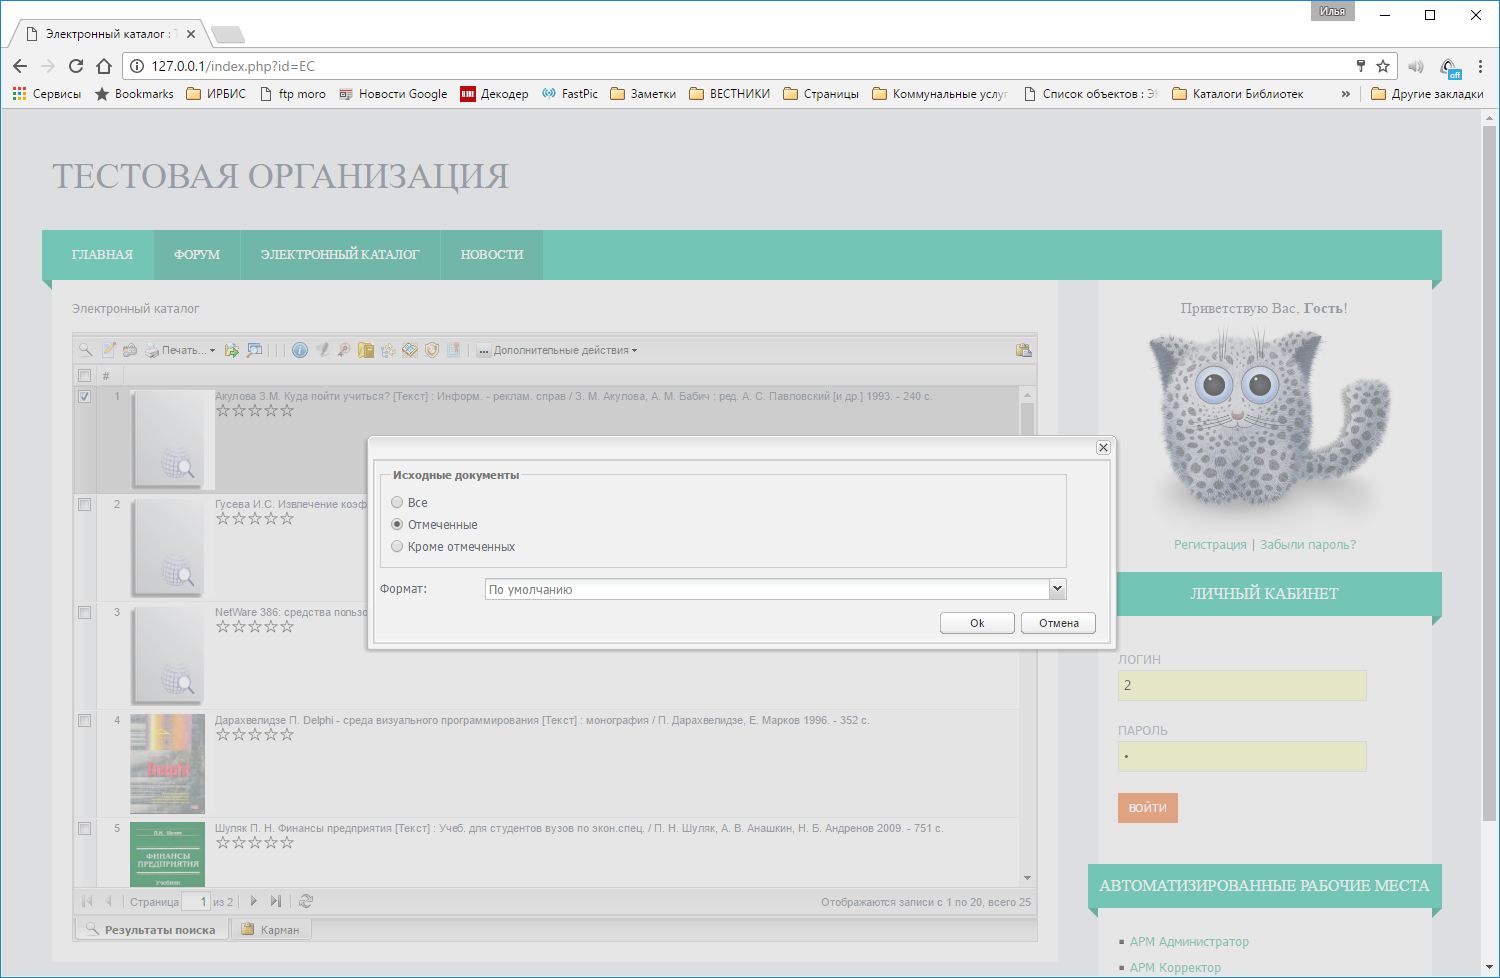 Илья
Электронный каталог :
127.0.0.1/index.php?id=EC
off
Сервисы
Bookmarks
ИРБИС
ftp moro
Новости Google
Декодер
FastPic
Заметки
ВЕСТНИКИ
Страницы
Коммунальные услуг
Список объектов :
Каталоги Библиотек
»
Другие закладки
ТЕСТОВАЯ ОРГАНИЗАЦИЯ
ГЛАВНАЯ
ФОРУМ
ЭЛЕКТРОННЫЙ КАТАЛОГ
НОВОСТИ
Электронный каталог
Печать...
Дополнительные действия
#
1 Акулова З.М. Куда пойти учиться? [Текст] : Информ. - реклам. справ / З. М. Акулова, А. М. Бабич ; ред. А. С. Павловский [и др.] 1993. - 240 с.
2 Гусева И.С. Извлечение коэф
3 NetWare 386: средства пользо
4 Дарахвелидзе П. Delphi - среда визуального программирования [Текст] : монография / П. Дарахвелидзе, Е. Марков 1996. - 352 с.
5 Шуляк П. Н. Финансы предприятия [Текст] : Учеб. для студентов вузов по экон.спец. / П. Н. Шуляк, А. В. Анашкин, Н. Б. Андренов 2009. - 751 с.
ФИНАНСЫ
ПРЕДПРИЯТИЯ
Страница 1 из 2
Отображаются записи с 1 по 20, всего 25
Результаты поиска
Карман
Исходные документы
Все
Отмеченные
Кроме отмеченных
Формат:
По умолчанию
Ok
Отмена
Приветствую Вас, Гость!
Регистрация | Забыли пароль?
ЛИЧНЫЙ КАБИНЕТ
ЛОГИН
2
ПАРОЛЬ
•
ВОЙТИ
АВТОМАТИЗИРОВАННЫЕ РАБОЧИЕ МЕСТА
АРМ Администратор
АРМ Корректор